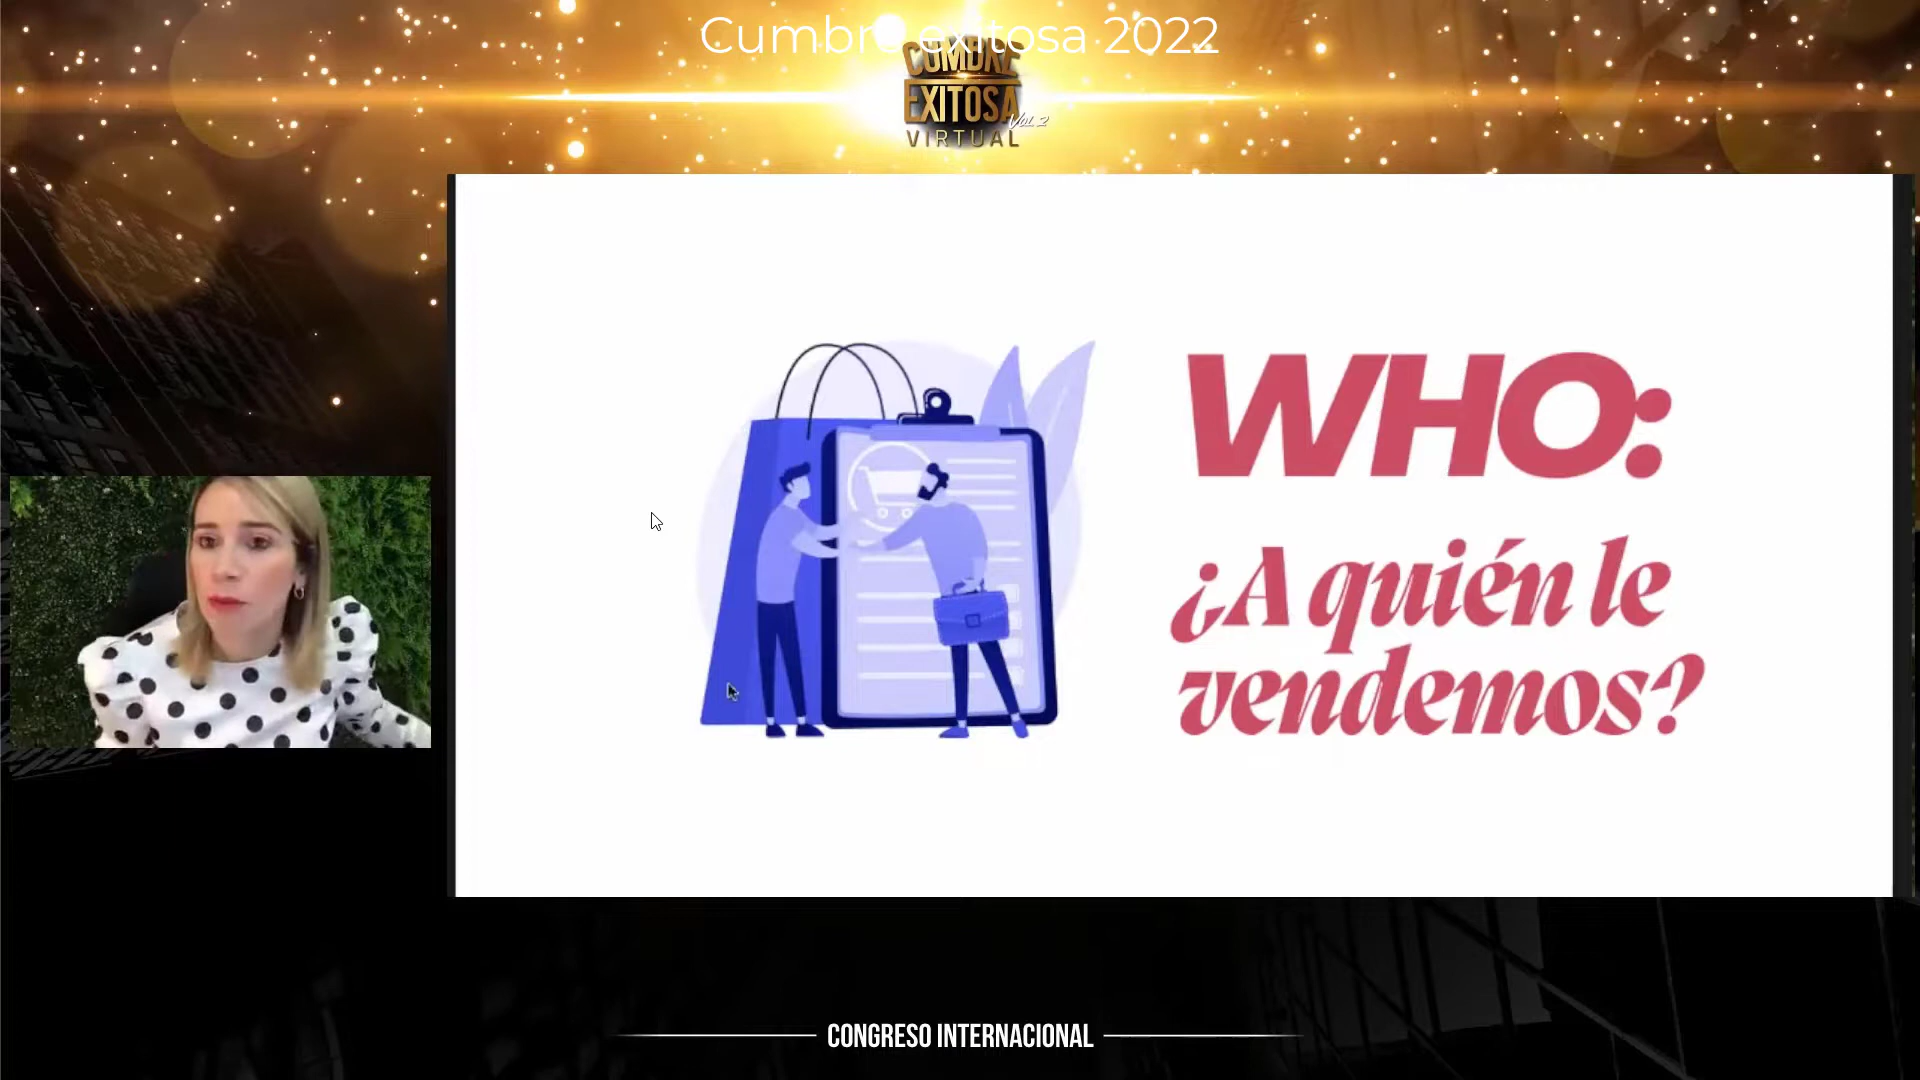 Cumbre exitosa 2022
CUMBRE
EXITOSA
Vol 2
VIRTUAL
WHO:
¿A quién le
vendemos?
CONGRESO INTERNACIONAL